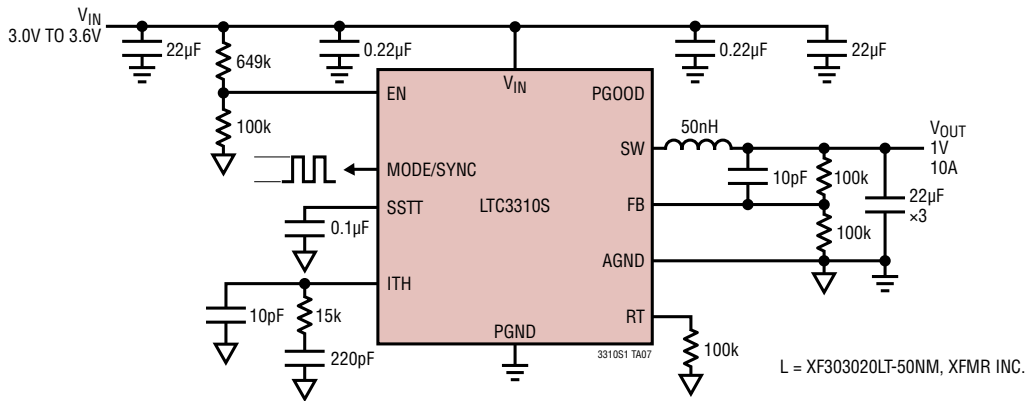 VIN
3.0V TO 3.6V
22µF
649k
0.22µF
0.22µF
22µF
100k
EN
VIN
PGOOD
50nH
SW
VOUT
1V
10A
MODE/SYNC
10pF
100k
22µF
×3
SSTT
LTC3310S
FB
0.1µF
100k
AGND
ITH
10pF
15k
RT
PGND
220pF
3310S1 TA07
100k
L = XF303020LT-50NM, XFMR INC.